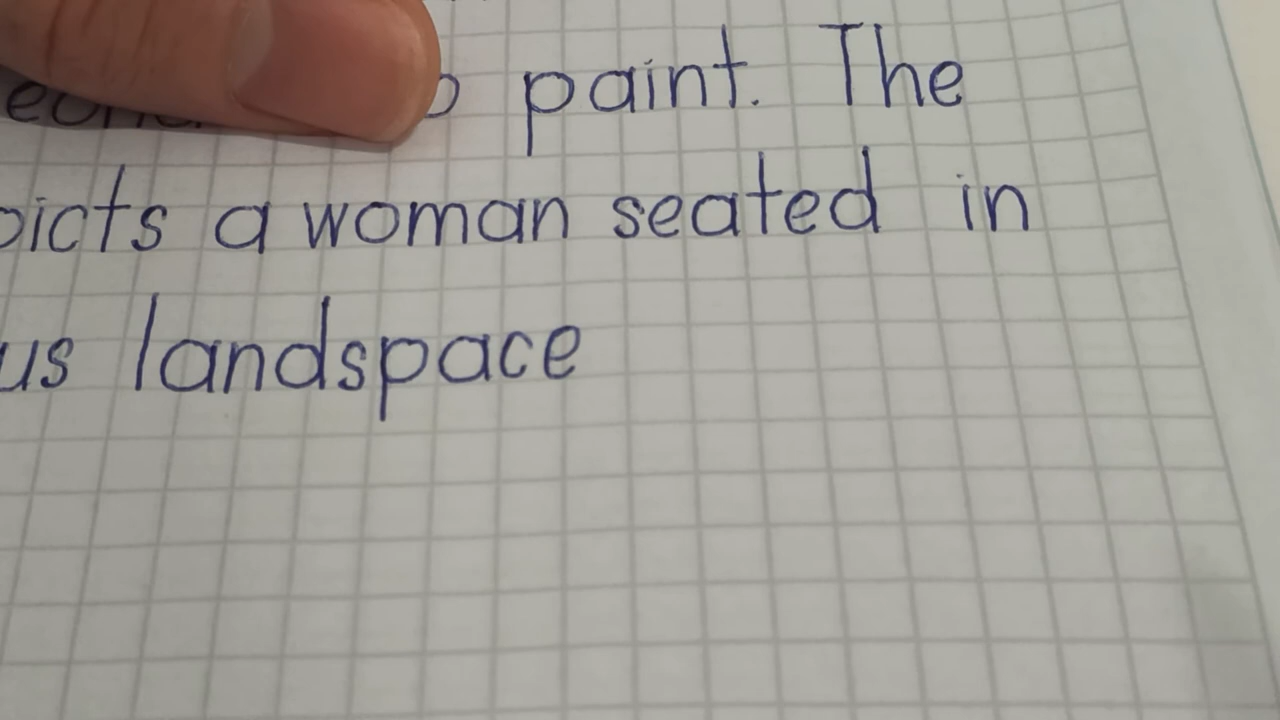 paint. The
a woman seated in
landspace